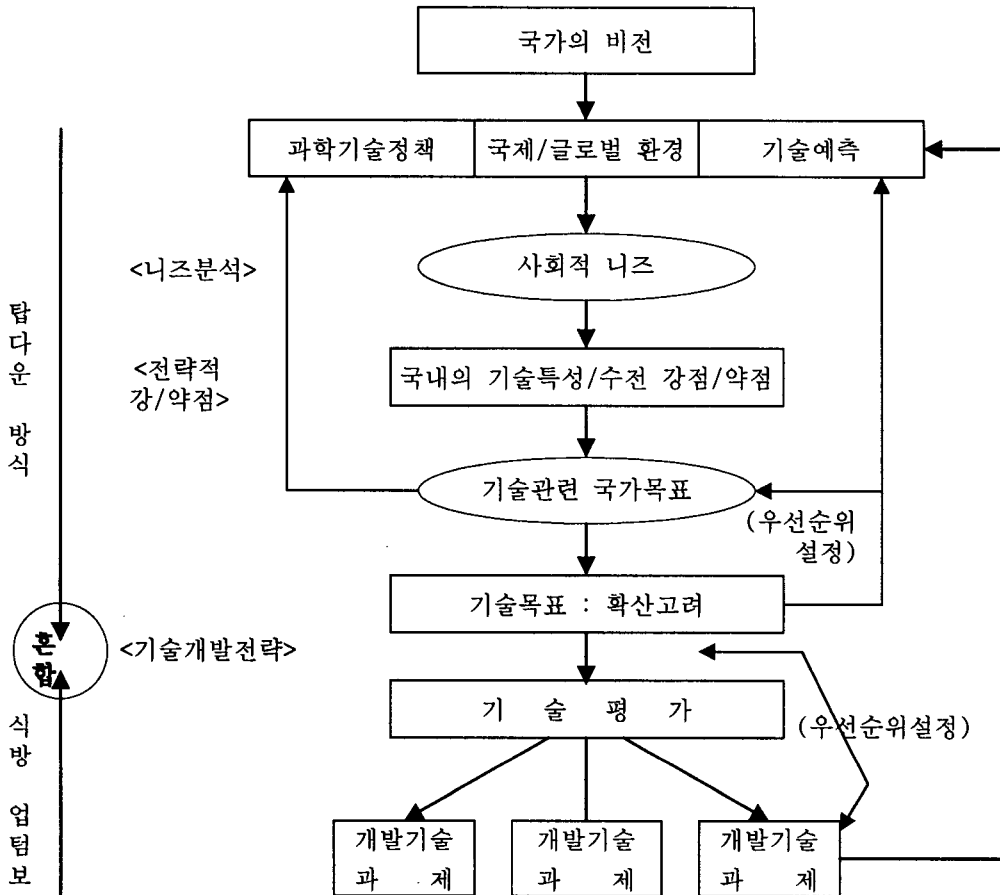 국가의 비전
과학기술정책 국제/글로벌 환경 기술예측
<니즈분석>
사회적 니즈
탑다운 방식
<전략적
강/약점>
국내의 기술특성/수전 강점/약점
기술관련 국가목표
(우선순위
설정)
기술목표 : 확산고려
혼합
<기술개발전략>
기 술 평 가
(우선순위설정)
식방 업텀보
개발기술
과 제
개발기술
과 제
개발기술
과 제